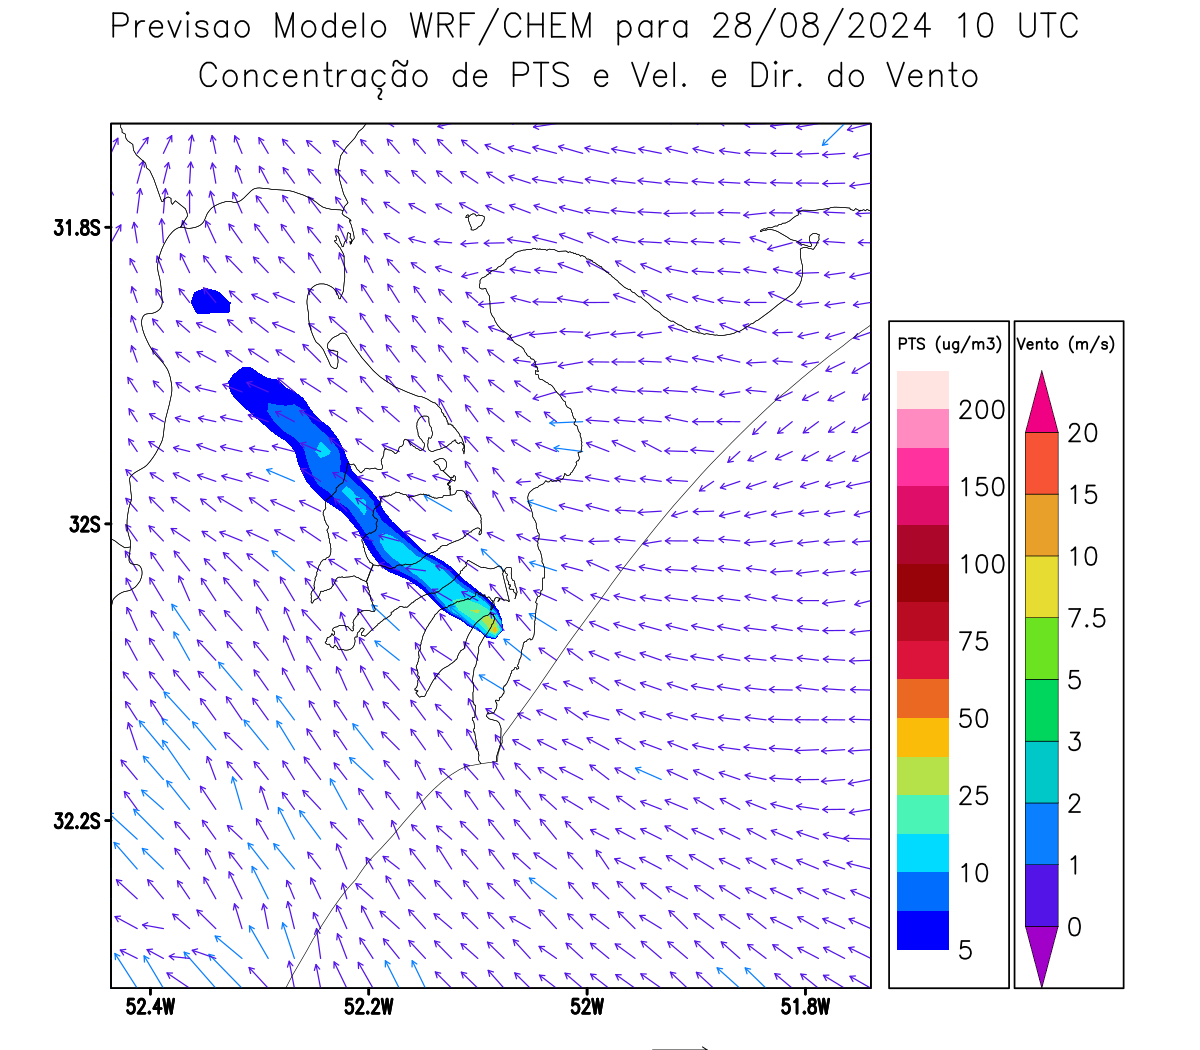 Previsao Modelo WRF/CHEM para 28/08/2024 10 UTC
Concentração de PTS e Vel. e Dir. do Vento
31.8S
32S
32.2S
52.4W
52.2W
52W
51.8W
PTS (ug/m3)
200
150
100
75
50
25
10
5
Vento (m/s)
20
15
10
7.5
5
3
2
1
0